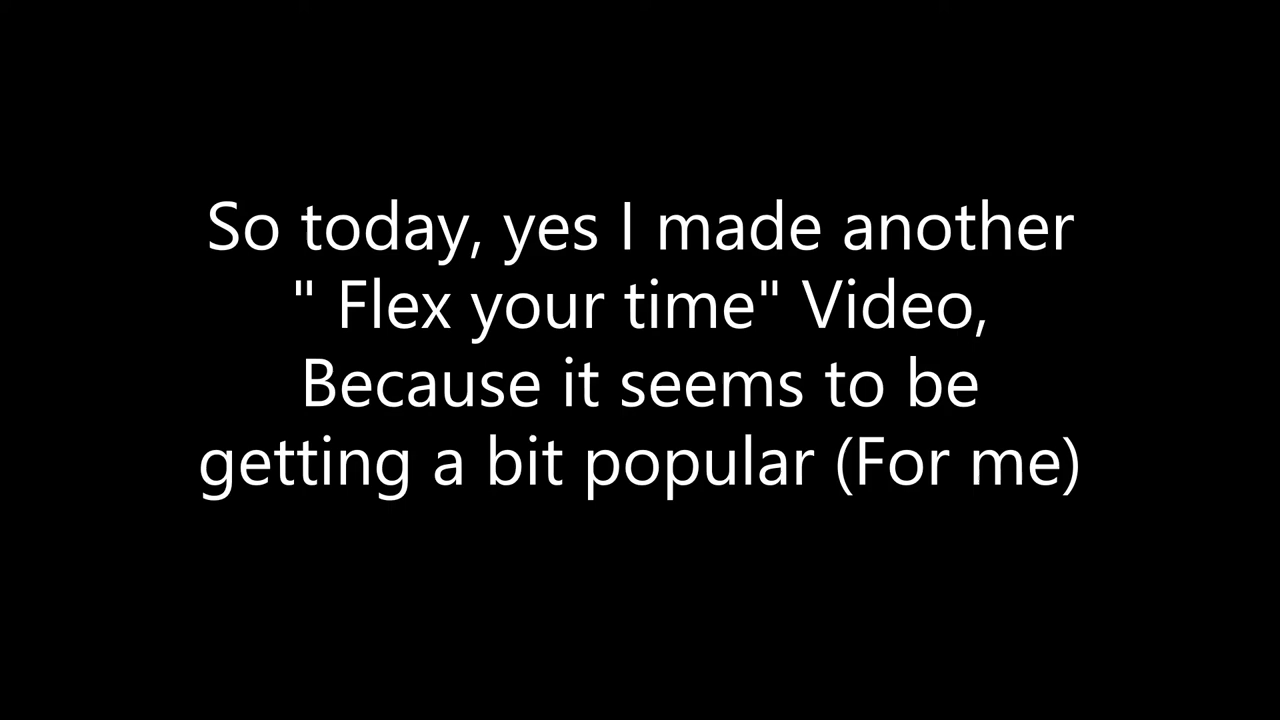 So today, yes I made another
" Flex your time" Video,
Because it seems to be
getting a bit popular (For me)